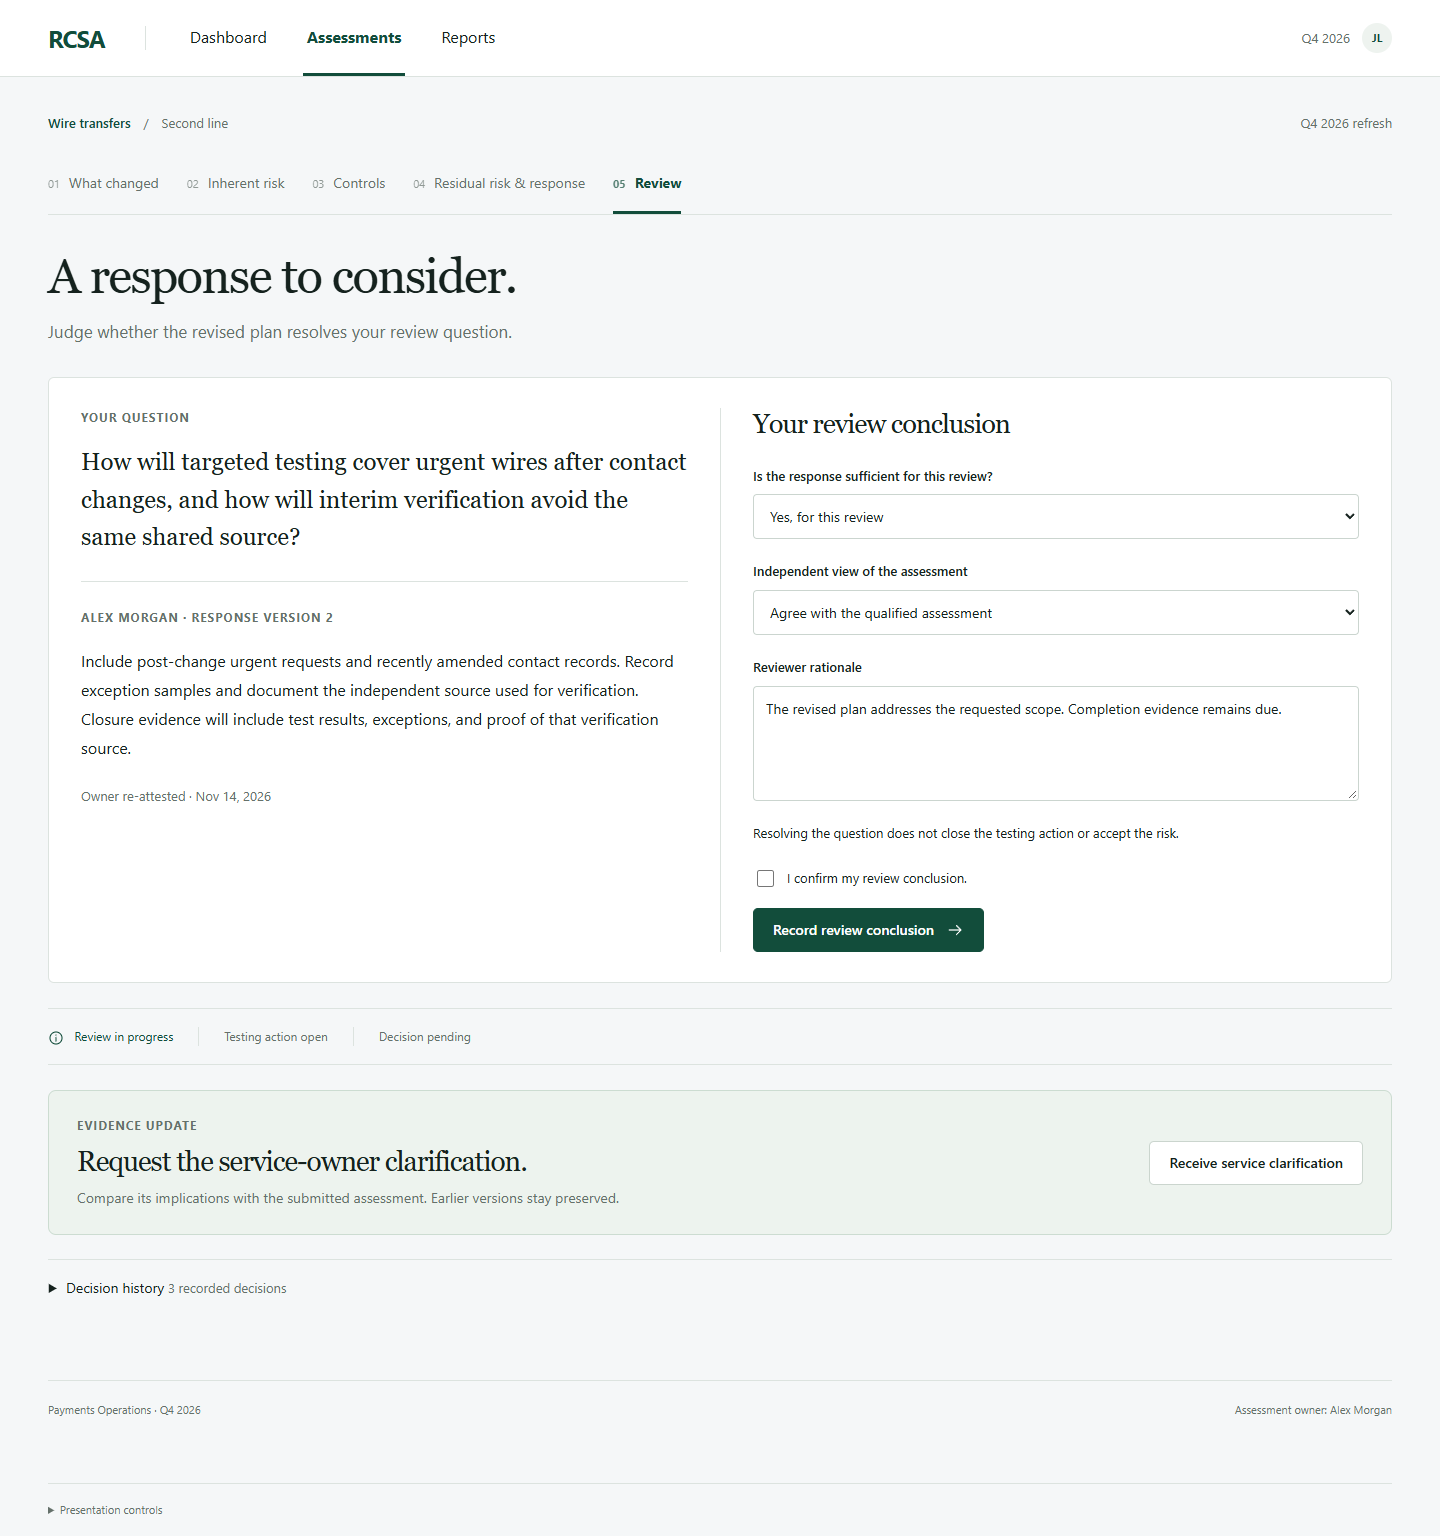 RCSA
Dashboard
Assessments
Reports
Q4 2026
JL
Wire transfers / Second line
Q4 2026 refresh
01 What changed
02 Inherent risk
03 Controls
04 Residual risk & response
05 Review
A response to consider.
Judge whether the revised plan resolves your review question.
YOUR QUESTION
How will targeted testing cover urgent wires after contact
changes, and how will interim verification avoid the
same shared source?
ALEX MORGAN · RESPONSE VERSION 2
Include post-change urgent requests and recently amended contact records. Record
exception samples and document the independent source used for verification.
Closure evidence will include test results, exceptions, and proof of that verification
source.
Owner re-attested · Nov 14, 2026
Your review conclusion
Is the response sufficient for this review?
Yes, for this review
Independent view of the assessment
Agree with the qualified assessment
Reviewer rationale
The revised plan addresses the requested scope. Completion evidence remains due.
Resolving the question does not close the testing action or accept the risk.
I confirm my review conclusion.
Record review conclusion →
Review in progress
Testing action open
Decision pending
EVIDENCE UPDATE
Request the service-owner clarification.
Compare its implications with the submitted assessment. Earlier versions stay preserved.
Receive service clarification
Decision history 3 recorded decisions
Payments Operations · Q4 2026
Assessment owner: Alex Morgan
Presentation controls